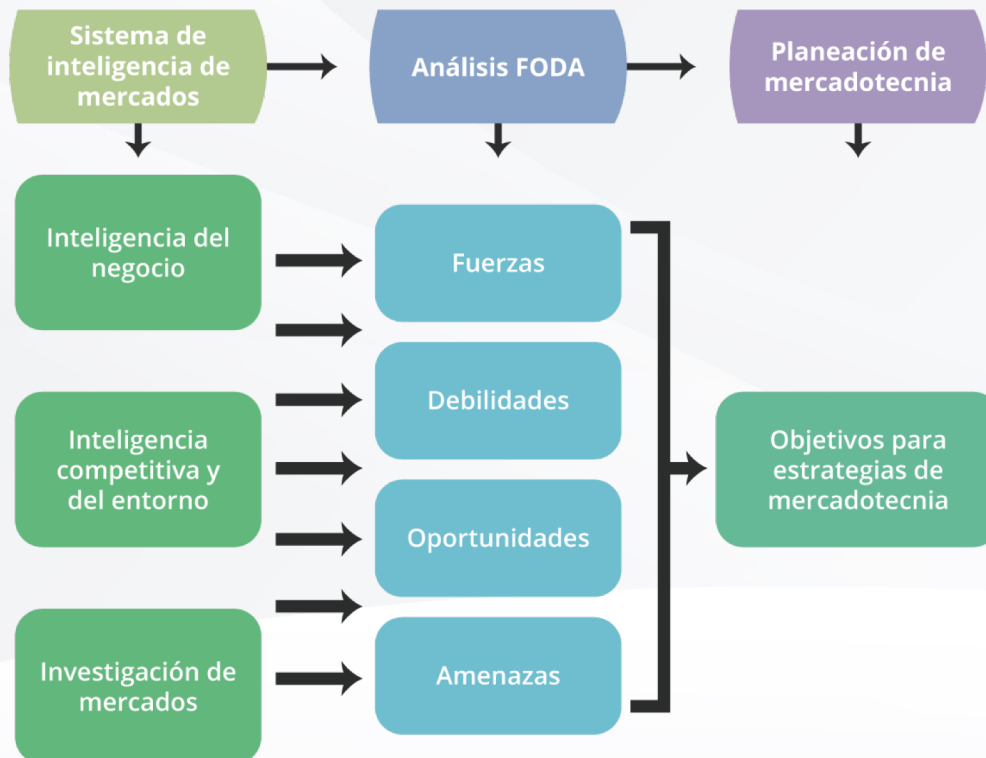 Sistema de
inteligencia de
mercados
Análisis FODA
Planeación de
mercadotecnia
Inteligencia del
negocio
Inteligencia
competitiva y
del entorno
Investigación de
mercados
Fuerzas
Debilidades
Oportunidades
Amenazas
Objetivos para
estrategias de
mercadotecnia